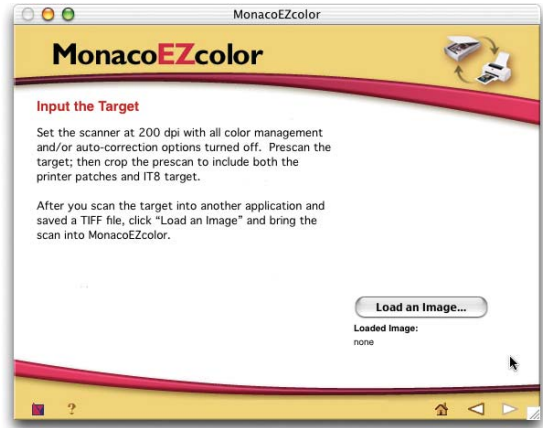 MonacoEZcolor
MonacoEZcolor
Input the Target
Set the scanner at 200 dpi with all color management
and/or auto-correction options turned off. Prescan the
target; then crop the prescan to include both the
printer patches and IT8 target.
After you scan the target into another application and
saved a TIFF file, click “Load an Image” and bring the
scan into MonacoEZcolor.
Load an Image...
Loaded Image:
none
?